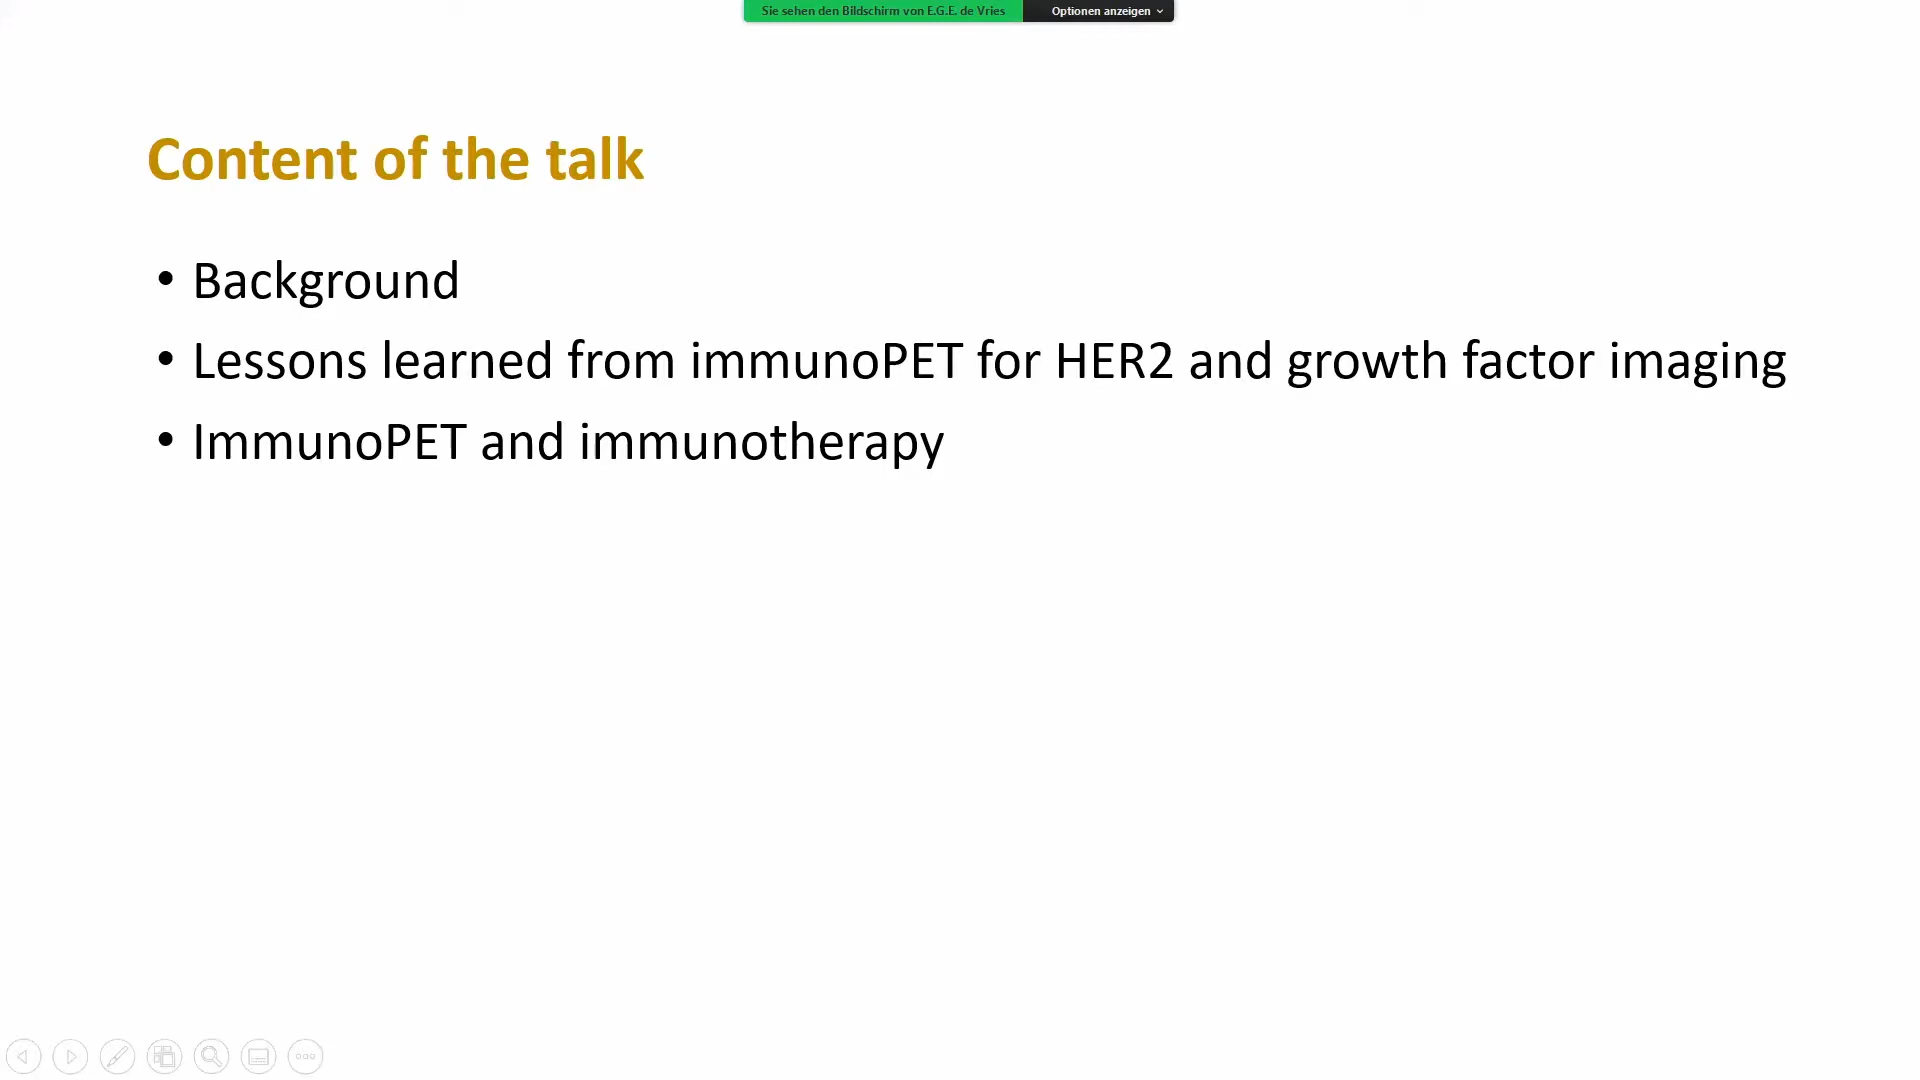 Sie sehen den Bildschirm von E.G.E. de Vries Optionen anzeigen
Content of the talk
• Background
• Lessons learned from immunoPET for HER2 and growth factor imaging
• ImmunoPET and immunotherapy